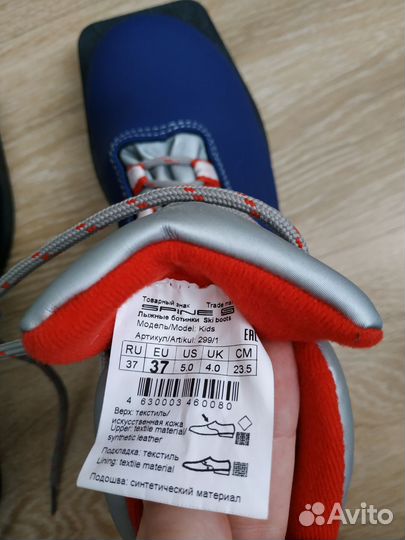 Товарный знак Trade mar
SPINE S
Лыжные ботинки Ski boots
Модель/Model: Kids
Артикул/Artikul: 299/1
EAC
RU EU US UK CM
37 37 5.0 4.0 23.5
4 630003 460080
Верх: текстиль/
искусственная кожа
Upper: textile material/
synthetic leather
Подкладка: текстиль
Lining: textile material
Подошва: синтетический материал
Avito